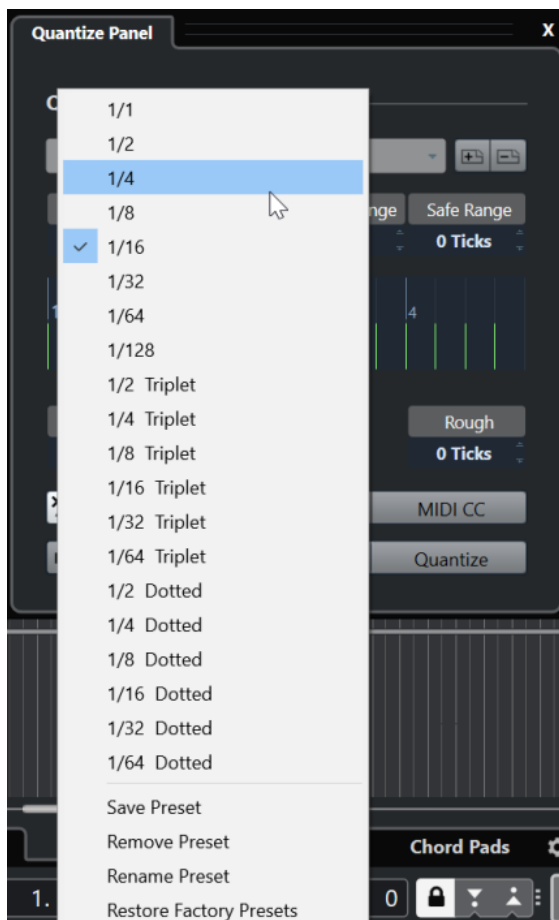 Quantize Panel X
1/1
1/2
1/4
1/8
Safe Range
1/16
0 Ticks
1/32
4
1/64
1/128
1/2 Triplet
1/4 Triplet
Rough
1/8 Triplet
0 Ticks
1/16 Triplet
MIDI CC
1/32 Triplet
1/64 Triplet
Quantize
1/2 Dotted
1/4 Dotted
1/8 Dotted
1/16 Dotted
1/32 Dotted
1/64 Dotted
Save Preset
Remove Preset
Chord Pads
Rename Preset
1.
0
Restore Factory Presets